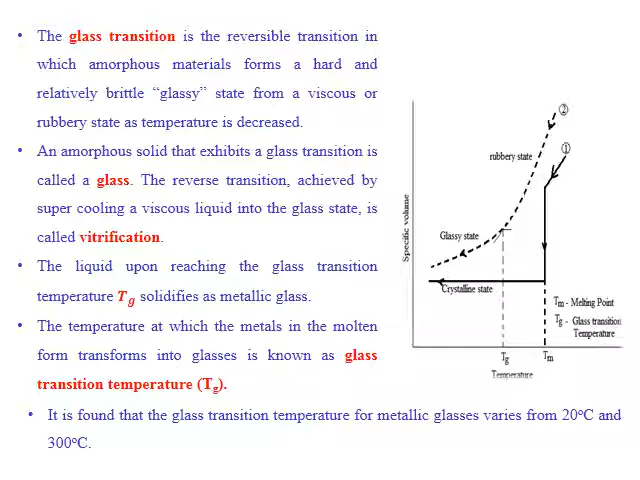 • The glass transition is the reversible transition in
which amorphous materials forms a hard and
relatively brittle “glassy” state from a viscous or
rubbery state as temperature is decreased.
• An amorphous solid that exhibits a glass transition is
called a glass. The reverse transition, achieved by
super cooling a viscous liquid into the glass state, is
called vitrification.
• The liquid upon reaching the glass transition
temperature Tg solidifies as metallic glass.
• The temperature at which the metals in the molten
form transforms into glasses is known as glass
transition temperature (Tg).
• It is found that the glass transition temperature for metallic glasses varies from 20°C and
300°C.
②
①
rubbery state
Specific volume
Glassy state
Crystalline state
Tm - Melting Point
Tg - Glass transition
Temperature
Tg
Tm
Temperature